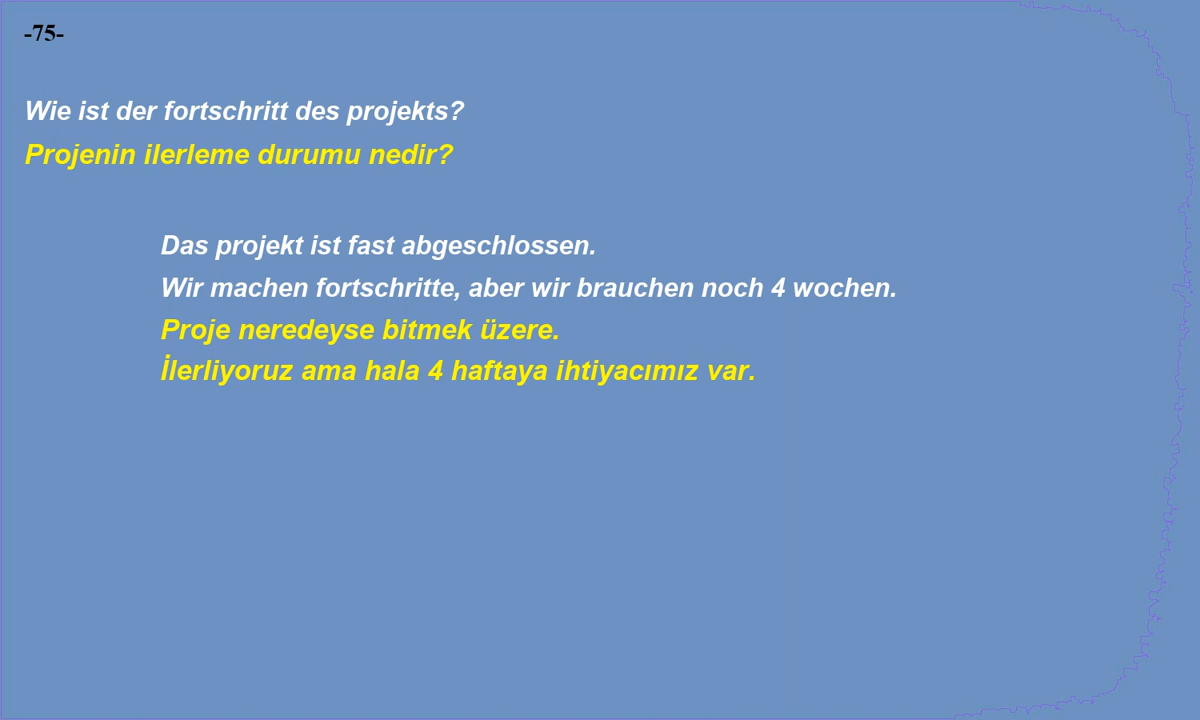 -75-
Wie ist der fortschritt des projekts?
Projenin ilerleme durumu nedir?
Das projekt ist fast abgeschlossen.
Wir machen fortschritte, aber wir brauchen noch 4 wochen.
Proje neredeyse bitmek üzere.
İlerliyoruz ama hala 4 haftaya ihtiyacımız var.